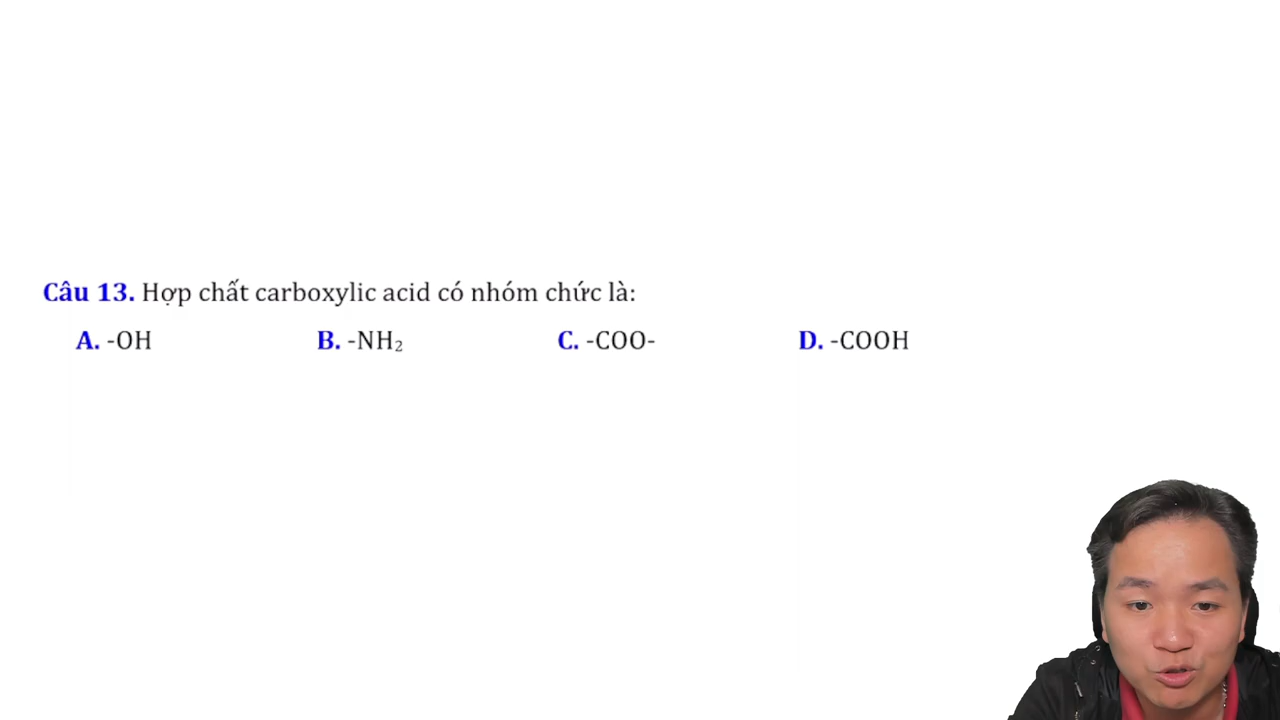 Câu 13. Hợp chất carboxylic acid có nhóm chức là:
A. -OH B. -NH₂ C. -COO- D. -COOH